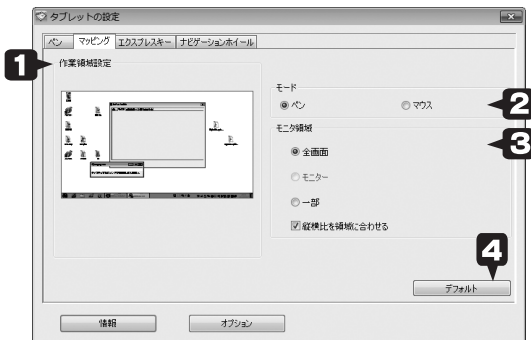 タブレットの設定
ペン マッピング エクスプレスキー ナビゲーションホイール
1 作業領域設定
モード
ペン マウス 2
モニタ領域 3
全画面
モニター
一部
縦横比を領域に合わせる
4
デフォルト
情報 オプション